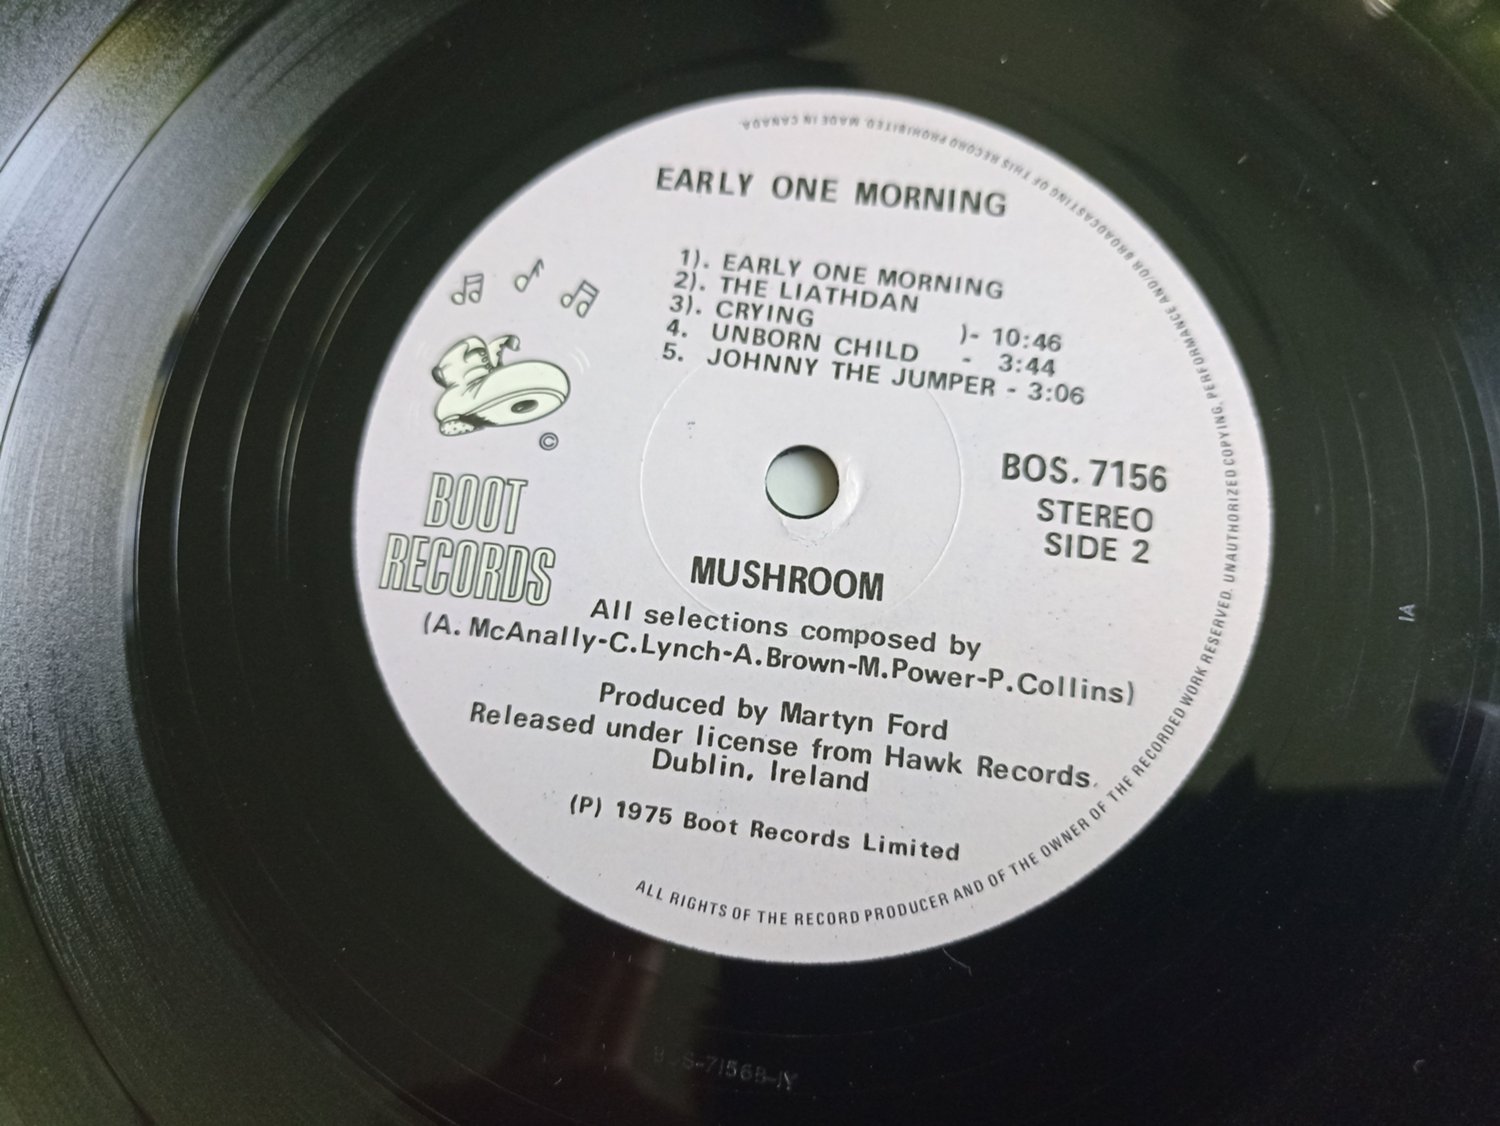 EARLY ONE MORNING
1). EARLY ONE MORNING
2). THE LIATHDAN
3). CRYING )- 10:46
4. UNBORN CHILD - 3:44
5. JOHNNY THE JUMPER - 3:06
©
BOOT
RECORDS
BOS. 7156
STEREO
SIDE 2
MUSHROOM
All selections composed by
(A. McAnally-C.Lynch-A.Brown-M.Power-P.Collins)
Produced by Martyn Ford
Released under license from Hawk Records,
Dublin, Ireland
(P) 1975 Boot Records Limited
ALL RIGHTS OF THE RECORD PRODUCER AND OF THE OWNER OF THE RECORDED WORK RESERVED. UNAUTHORIZED COPYING, PERFORMANCE AND/OR BROADCASTING OF THIS RECORD PROHIBITED. MADE IN CANADA.
1A